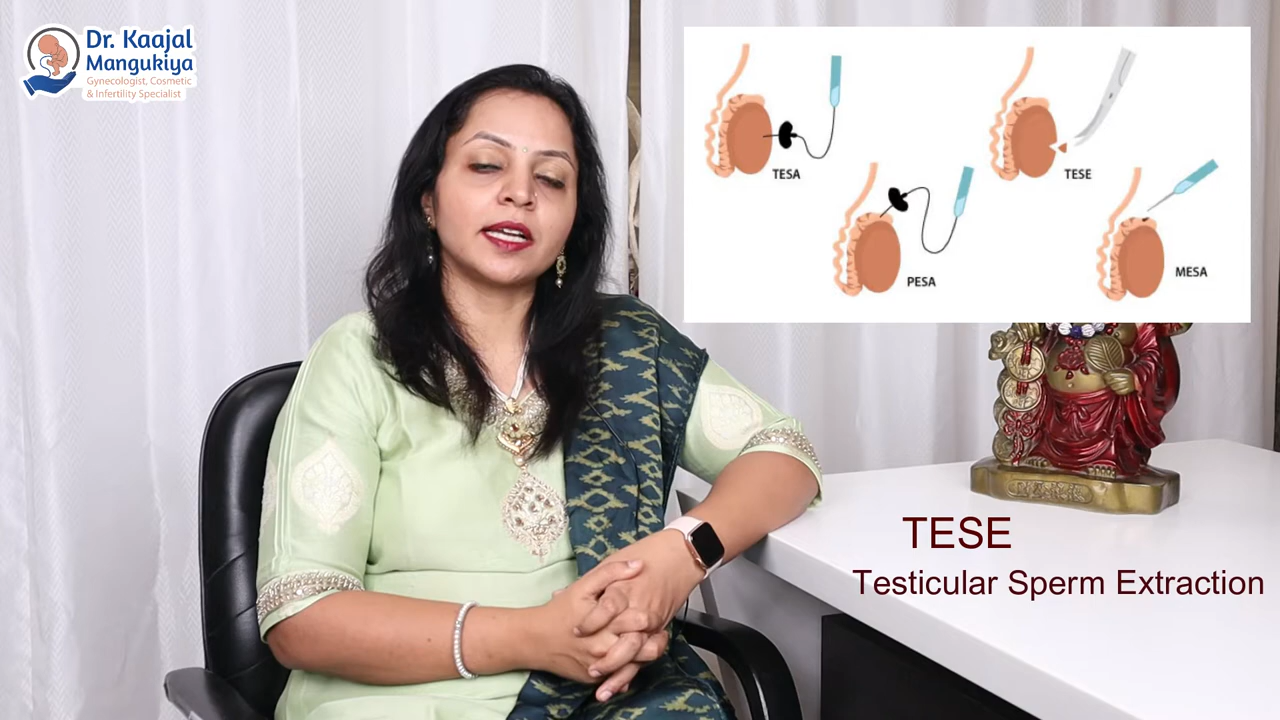 Dr. Kaajal
Mangukiya
Gynecologist, Cosmetic
& Infertility Specialist
TESA
TESE
PESA
MESA
TESE
Testicular Sperm Extraction